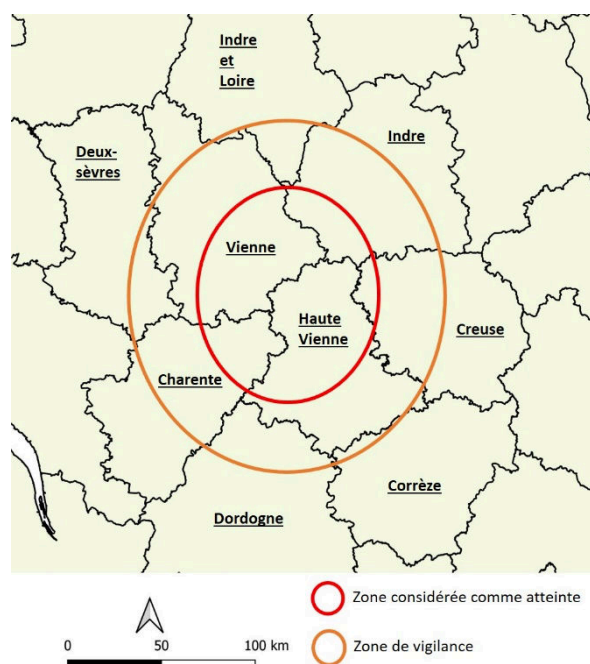 Indre
et
Loire
Indre
Deux-
sèvres
Vienne
Haute
Vienne
Creuse
Charente
Corrèze
Dordogne
Zone considérée comme atteinte
Zone de vigilance
0 50 100 km